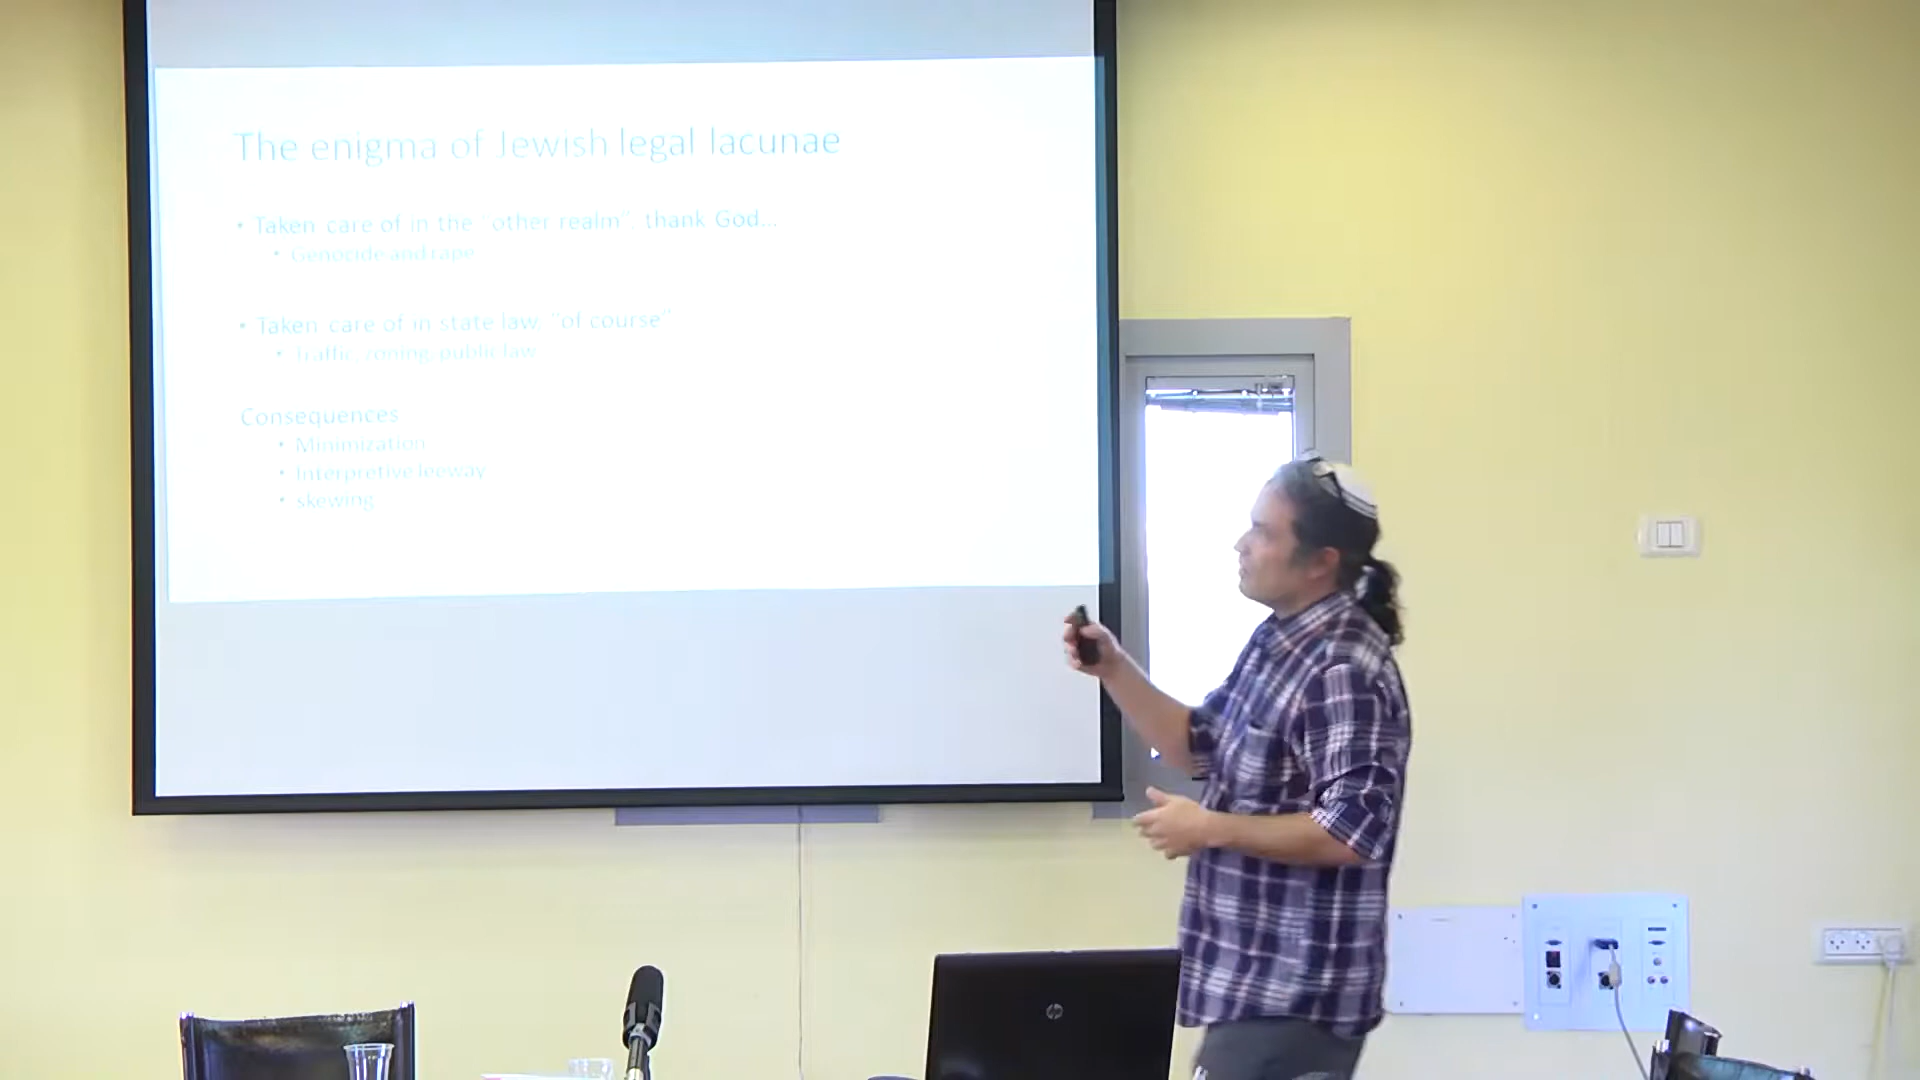 The enigma of Jewish legal lacunae
• Taken care of in the "other realm", thank God...
• Genocide and rape
• Taken care of in state law, "of course"
• Traffic, zoning, public law
Consequences
• Minimization
• Interpretive leeway
• skewing
hp